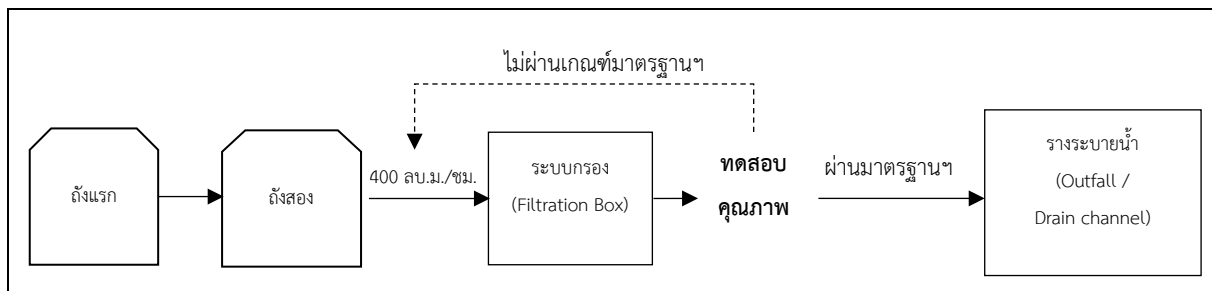 ไม่ผ่านเกณฑ์มาตรฐานฯ
ถังแรก
ถังสอง
400 ลบ.ม./ชม.
ระบบกรอง
(Filtration Box)
ทดสอบ
คุณภาพ
ผ่านมาตรฐานฯ
รางระบายน้ำ
(Outfall /
Drain channel)